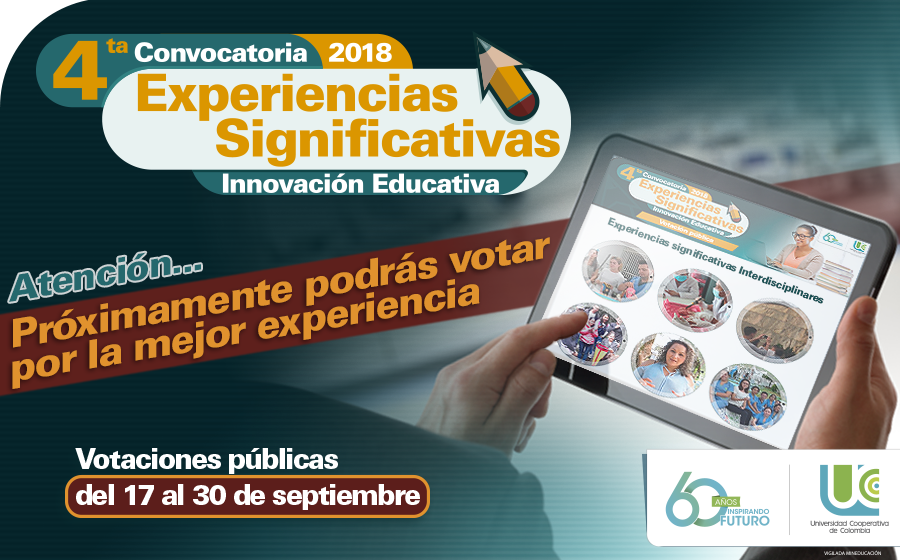 4ta Convocatoria 2018
Experiencias
Significativas
Innovación Educativa
Atención...
Próximamente podrás votar
por la mejor experiencia
Votaciones públicas
del 17 al 30 de septiembre
4ta Convocatoria 2018
Experiencias
Significativas
Innovación Educativa
Votación pública
Experiencias significativas Interdisciplinares
60 AÑOS
INSPIRANDO
FUTURO
Universidad Cooperativa
de Colombia
VIGILADA MINEDUCACIÓN